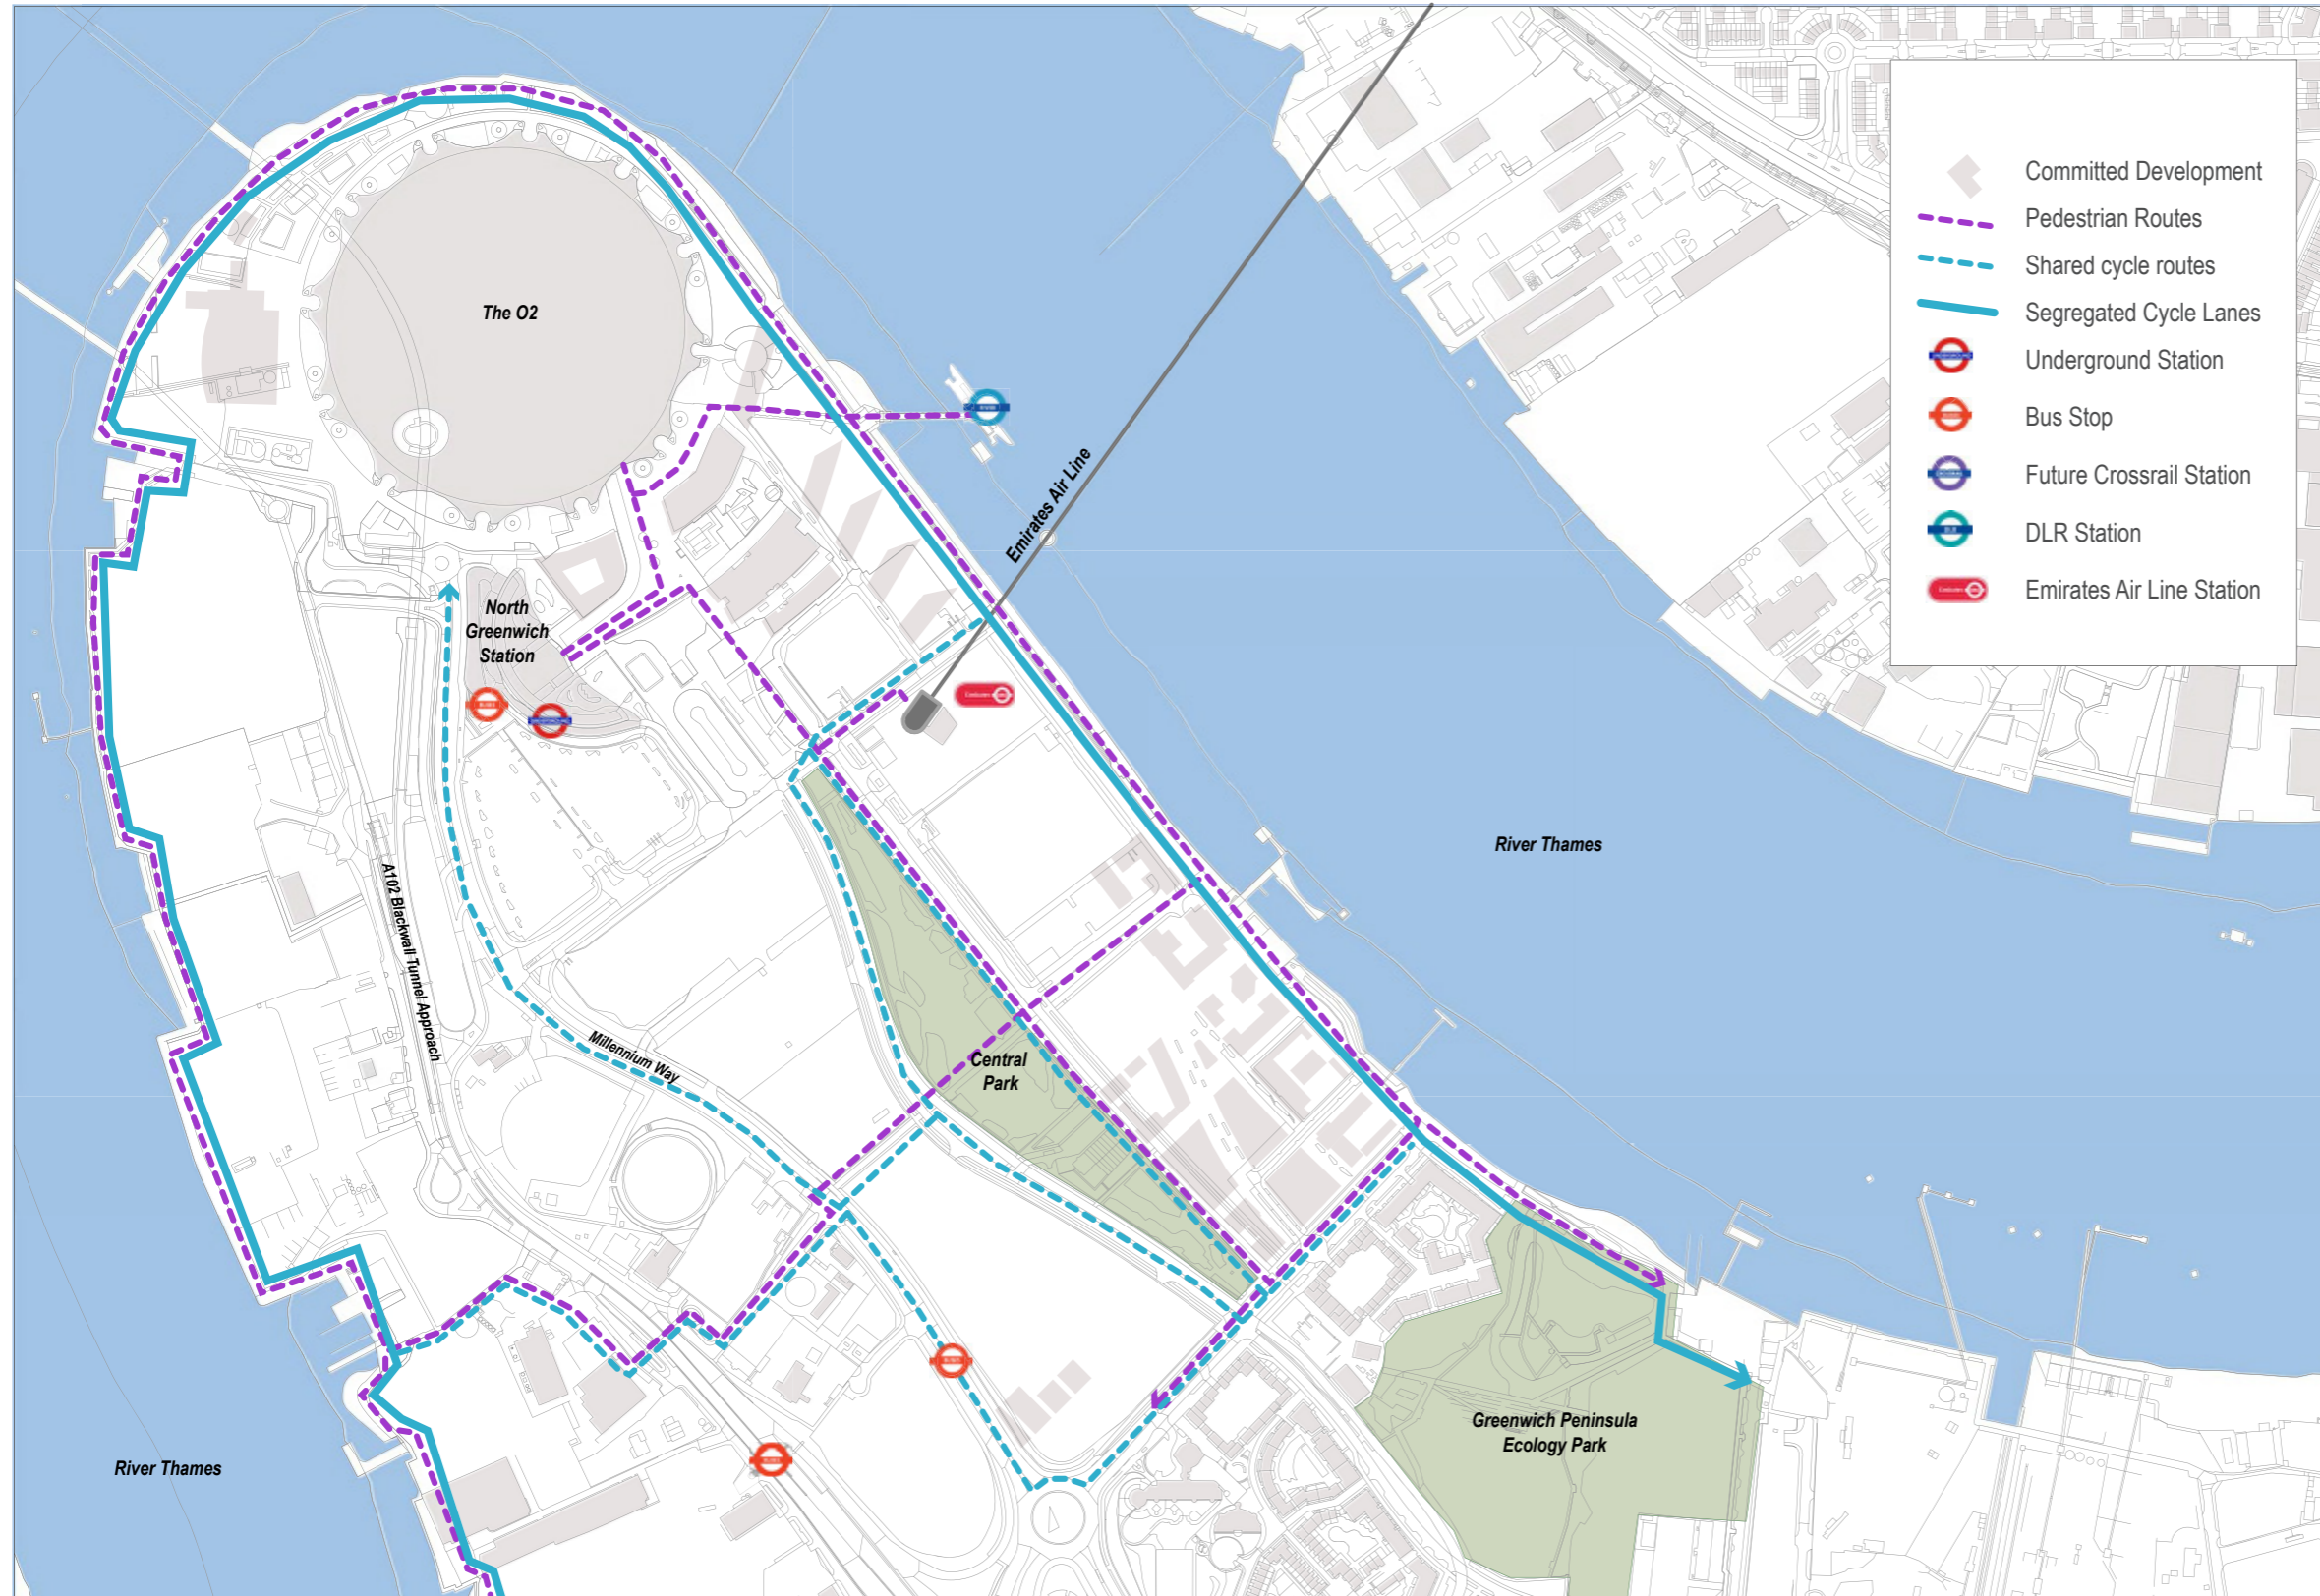 The O2
Emirates Air Line
North
Greenwich
Station
A102 Blackwall Tunnel Approach
Millennium Way
Central
Park
River Thames
Greenwich Peninsula
Ecology Park
River Thames
Committed Development
Pedestrian Routes
Shared cycle routes
Segregated Cycle Lanes
UNDERGROUND
Underground Station
Bus Stop
Future Crossrail Station
DLR Station
Emirates Air Line Station
UNDERGROUND